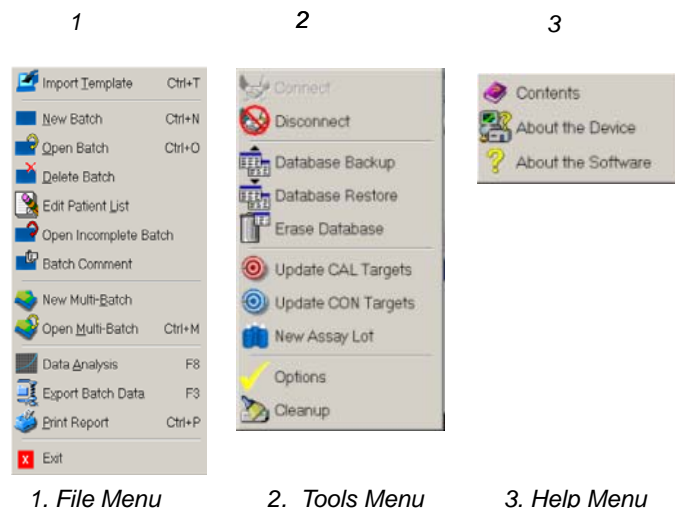 1
2
3
Import Template Ctrl+T
New Batch Ctrl+N
Open Batch Ctrl+O
Delete Batch
Edit Patient List
Open Incomplete Batch
Batch Comment
New Multi-Batch
Open Multi-Batch Ctrl+M
Data Analysis F8
Export Batch Data F3
Print Report Ctrl+P
X Exit
Connect
Disconnect
Database Backup
Database Restore
Erase Database
Update CAL Targets
Update CON Targets
New Assay Lot
Options
Cleanup
Contents
About the Device
About the Software
1. File Menu
2. Tools Menu
3. Help Menu